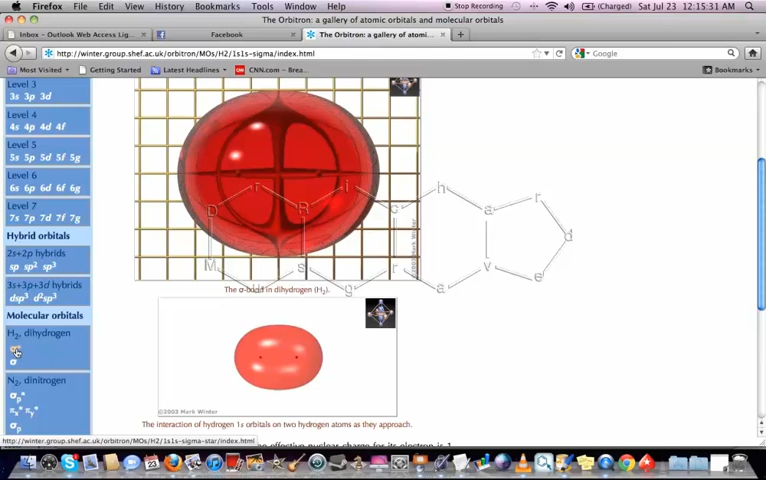 Firefox File Edit View History Bookmarks Tools Window Help Stop Recording (Charged) Sat Jul 23 12:15:31 AM
The Orbitron: a gallery of atomic orbitals and molecular orbitals
Inbox – Outlook Web Access Lig... Facebook The Orbitron: a gallery of atomi...
http://winter.group.shef.ac.uk/orbitron/MOs/H2/1s1s-sigma/index.html Google
Most Visited Getting Started Latest Headlines CNN.com – Brea... Bookmarks
Level 3
3s 3p 3d
Level 4
4s 4p 4d 4f
Level 5
5s 5p 5d 5f 5g
Level 6
6s 6p 6d 6f 6g
Level 7
7s 7p 7d 7f 7g
Hybrid orbitals
2s+2p hybrids
sp sp² sp³
3s+3p+3d hybrids
dsp³ d²sp³
Molecular orbitals
H₂, dihydrogen
σ
N₂, dinitrogen
σp*
πx* πy*
σp
D r R i c h a r d
M s g r a v e
The σ-bond in dihydrogen (H₂).
©2003 Mark Winter
The interaction of hydrogen 1s orbitals on two hydrogen atoms as they approach.
effective nuclear charge for its electron is 1
http://winter.group.shef.ac.uk/orbitron/MOs/H2/1s1s-sigma-star/index.html